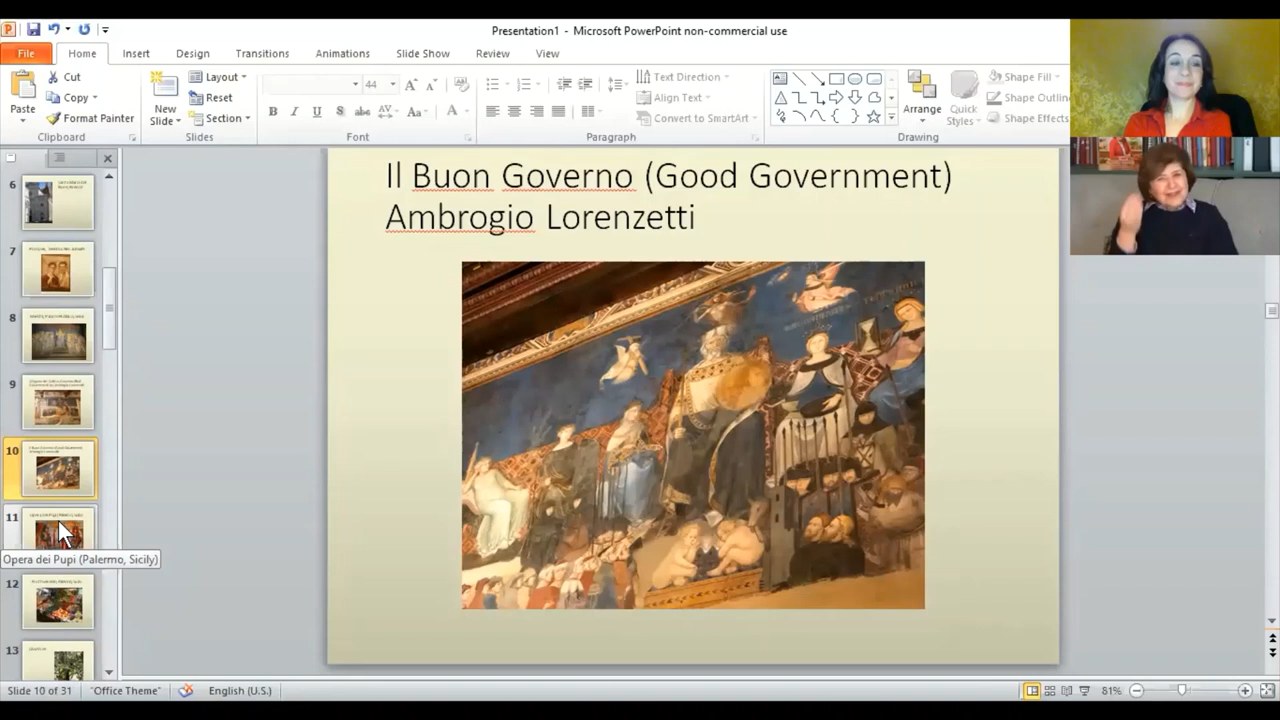 Presentation1 - Microsoft PowerPoint non-commercial use
File Home Insert Design Transitions Animations Slide Show Review View
Paste
Cut
Copy
Format Painter
Clipboard
New
Slide
Layout
Reset
Section
Slides
44
B I U S abc AV Aa A
Font
Text Direction
Align Text
Convert to SmartArt
Paragraph
Arrange
Quick
Styles
Shape Fill
Shape Outline
Shape Effects
Drawing
6
7
8
9
10
11
Opera dei Pupi (Palermo, Sicily)
12
13
Il Buon Governo (Good Government)
Ambrogio Lorenzetti
Slide 10 of 31 "Office Theme" English (U.S.) 81%